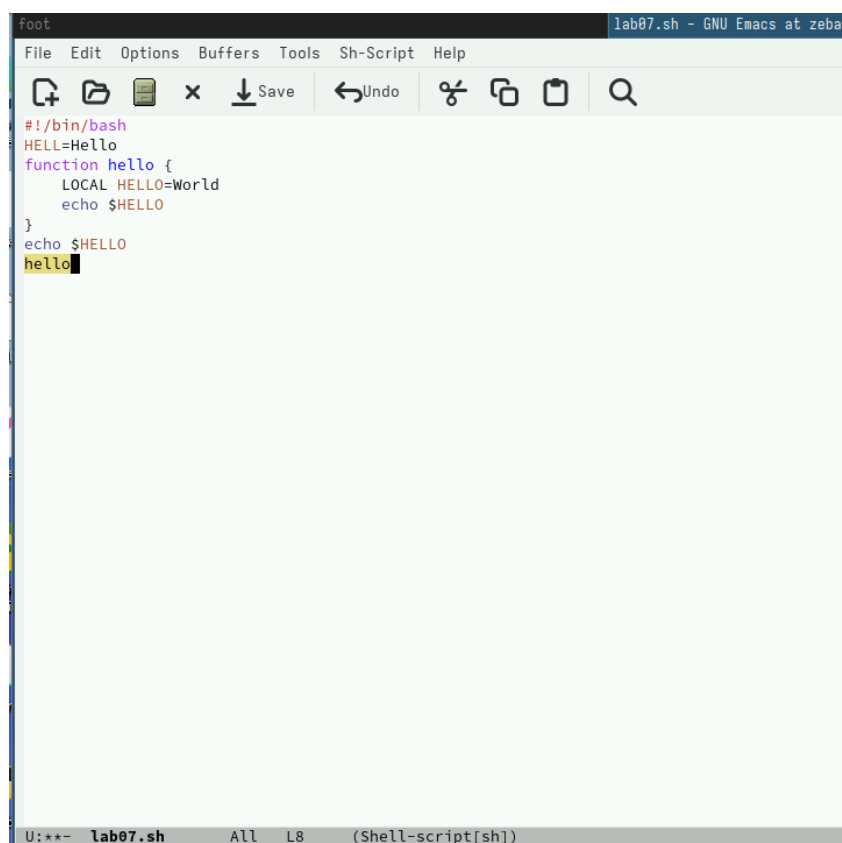 foot lab07.sh - GNU Emacs at zeba
File Edit Options Buffers Tools Sh-Script Help
Save Undo
#!/bin/bash
HELL=Hello
function hello {
    LOCAL HELLO=World
    echo $HELLO
}
echo $HELLO
hello
U:**- lab07.sh All L8 (Shell-script[sh])